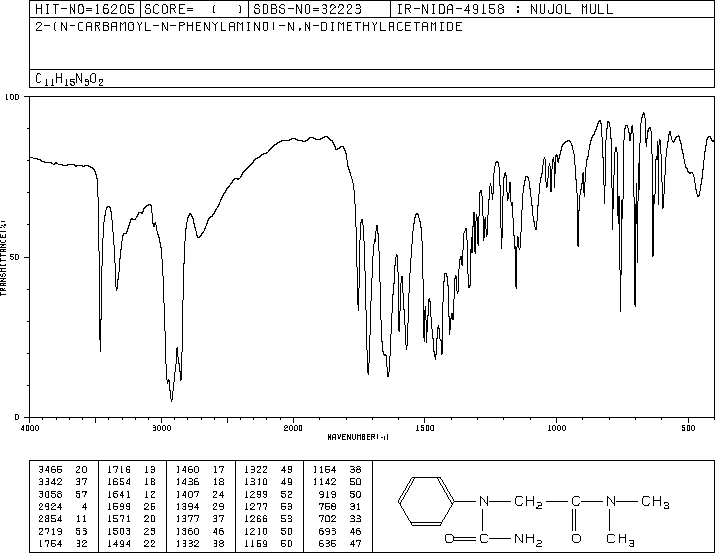 HIT-NO=16205 SCORE= ( ) SDBS-NO=32223 IR-NIDA-49158 : NUJOL MULL
2-(N-CARBAMOYL-N-PHENYLAMINO)-N,N-DIMETHYLACETAMIDE
C11H15N3O2
100
50
0
TRANSMITTANCE(%)
4000 3000 2000 1500 1000 500
WAVENUMBER(-1)
3466 20 1716 13 1460 17 1322 49 1154 38
3342 37 1654 18 1436 18 1310 49 1142 50
3058 57 1641 12 1407 24 1299 52 919 50
2924 4 1599 26 1394 29 1277 53 758 31
2854 11 1571 20 1377 37 1266 53 702 33
2719 53 1503 23 1360 46 1210 50 693 46
1754 32 1494 22 1332 38 1159 50 635 47
N CH2 C N CH3
O C NH2 O CH3